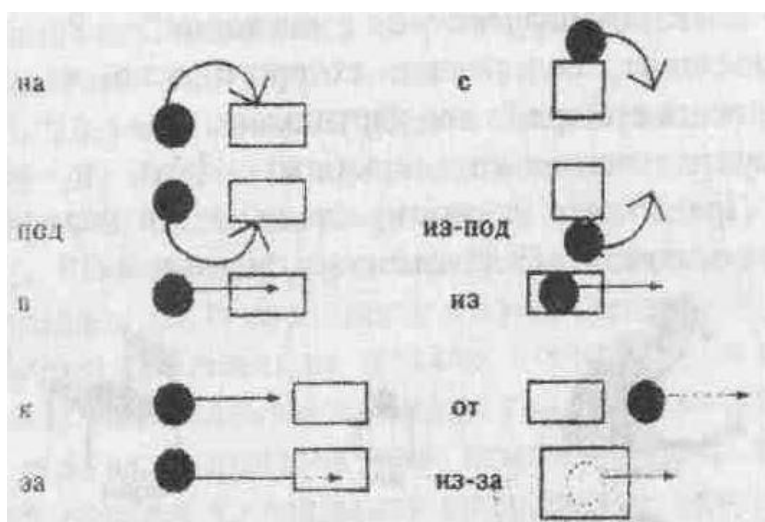 на с
под из-под
в из
к от
за из-за